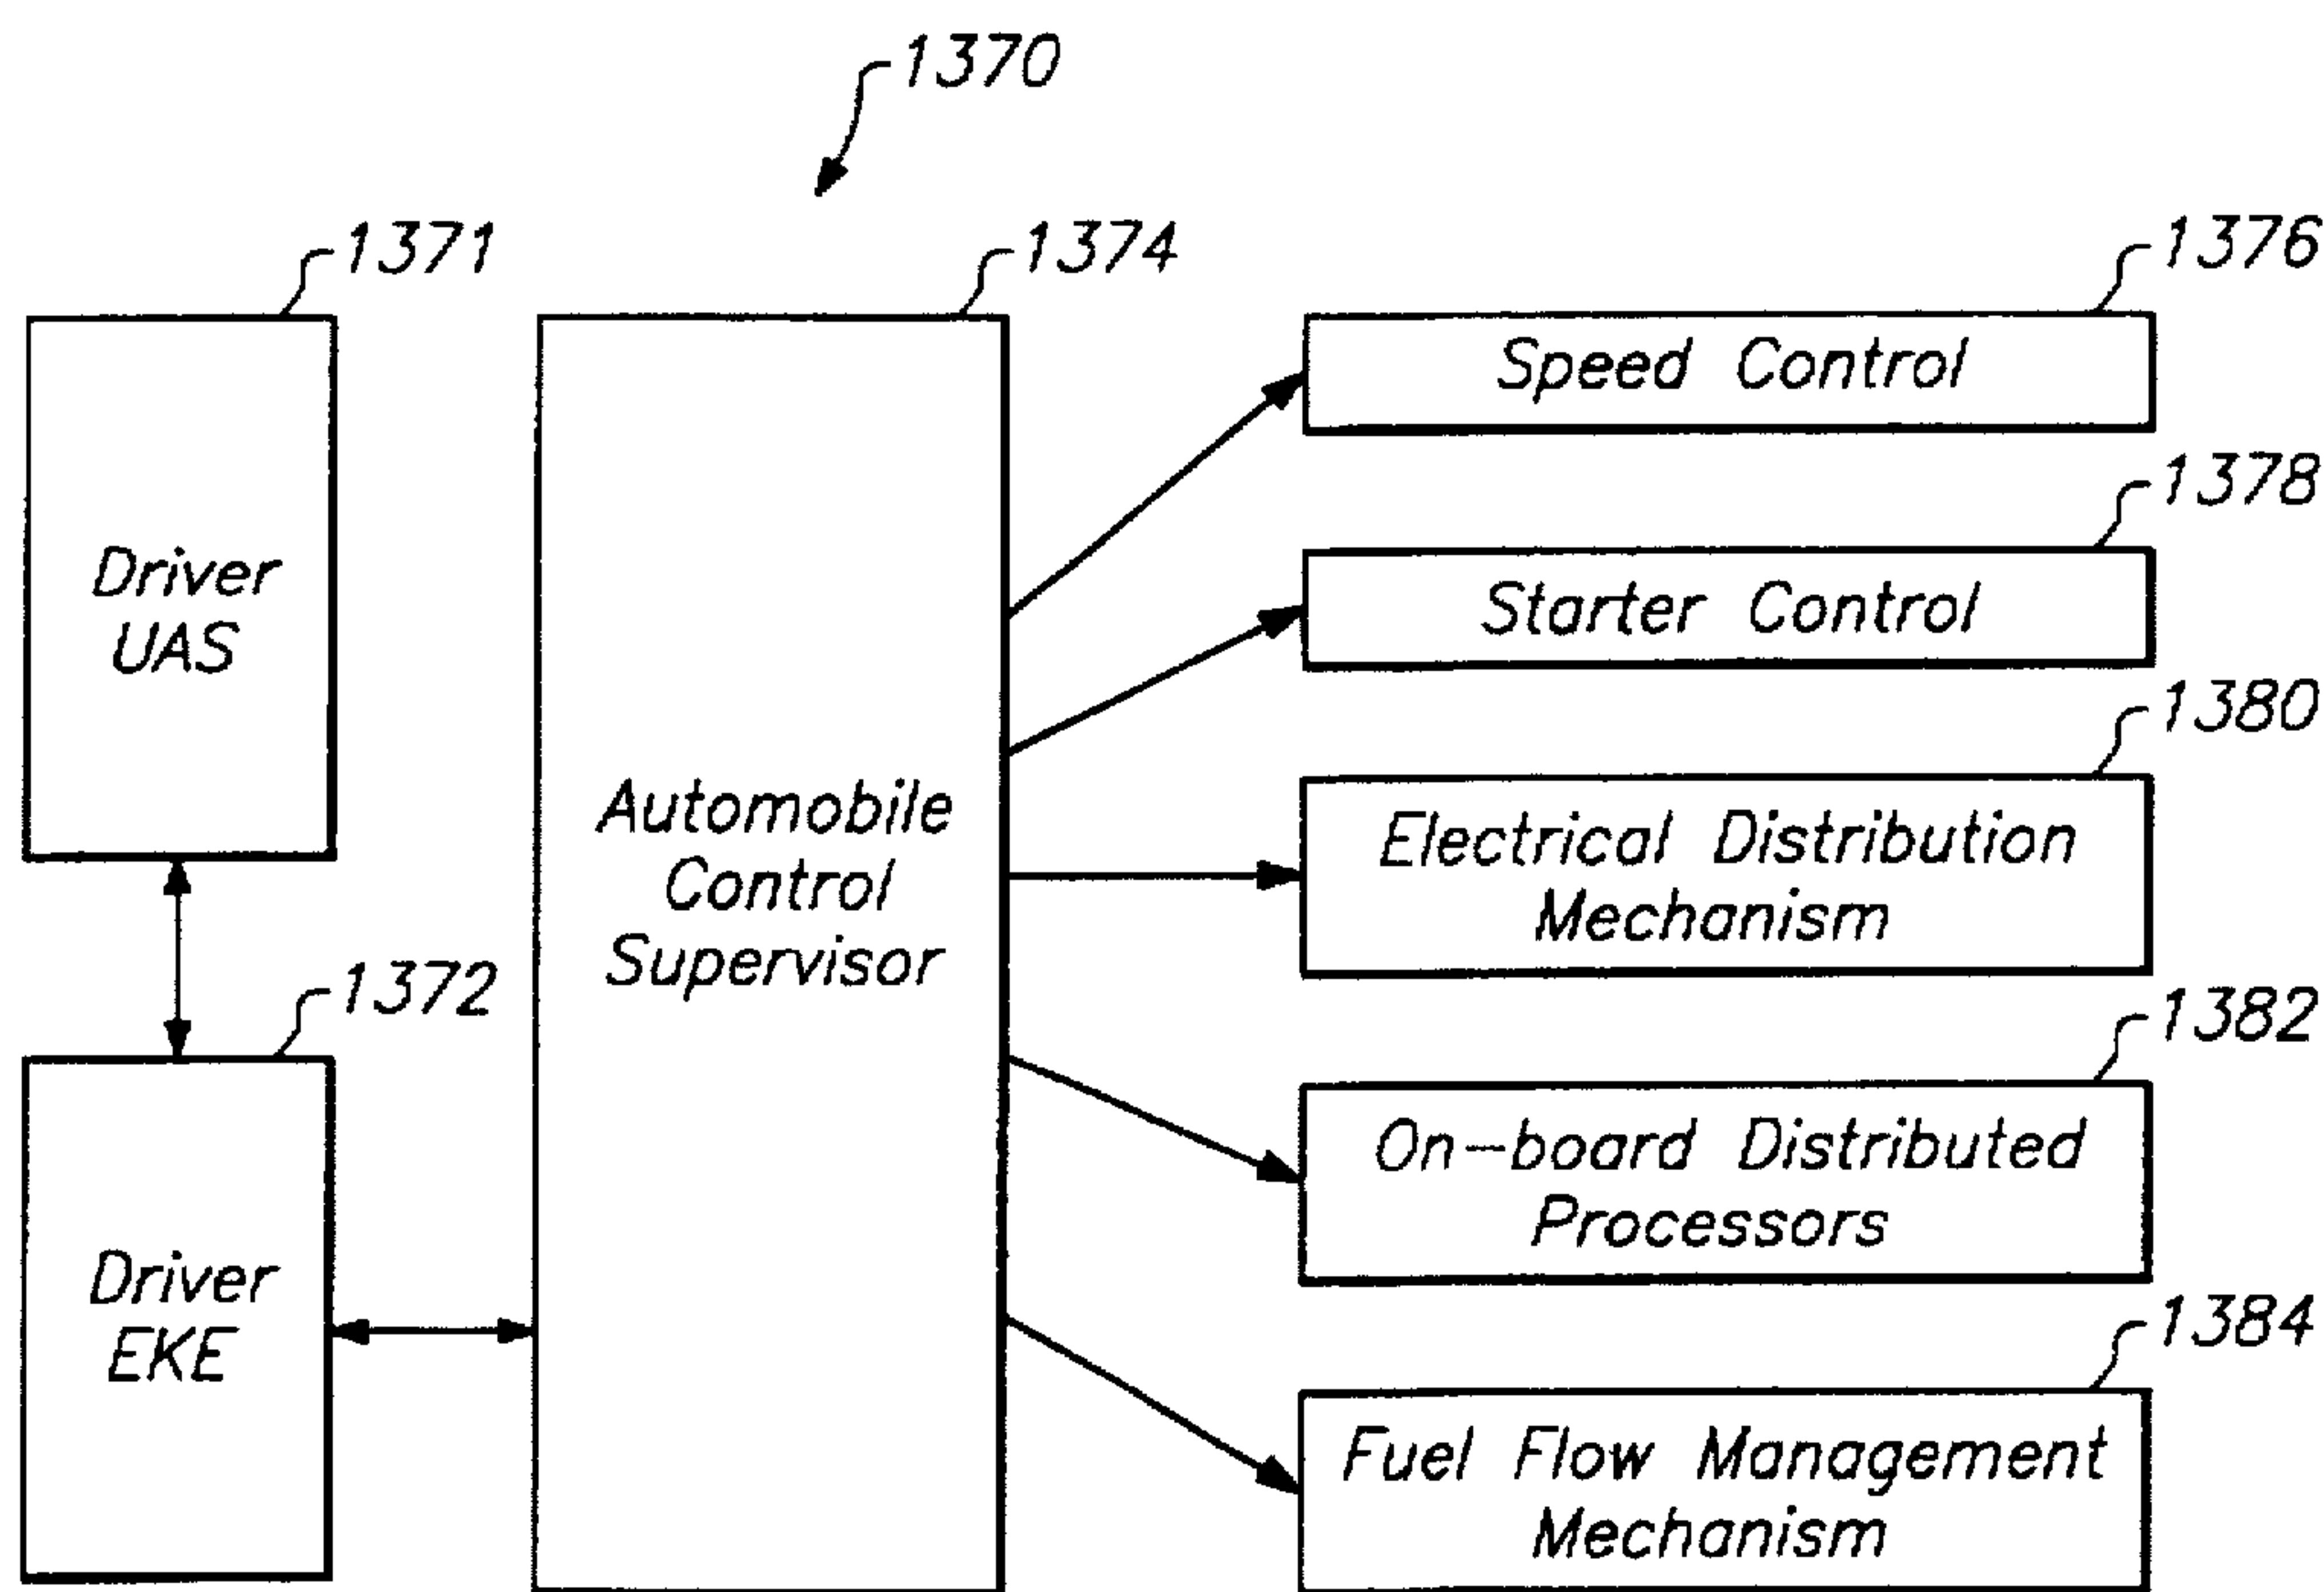 1370
1371
1374
1376
Speed Control
1378
Driver
UAS
Starter Control
1380
Automobile
Control
Supervisor
Electrical Distribution
Mechanism
1372
1382
On-board Distributed
Processors
Driver
EKE
1384
Fuel Flow Management
Mechanism